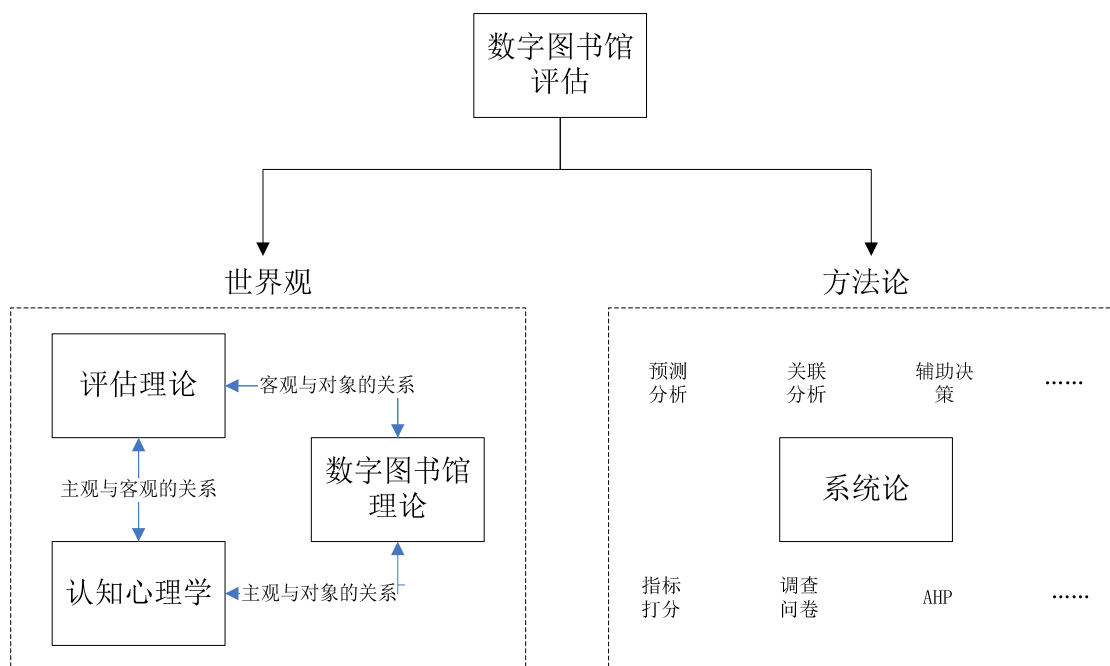 数字图书馆
评估
世界观
方法论
评估理论
客观与对象的关系
数字图书馆
理论
主观与客观的关系
认知心理学
主观与对象的关系
预测
分析
关联
分析
辅助决
策
……
系统论
指标
打分
调查
问卷
AHP
……